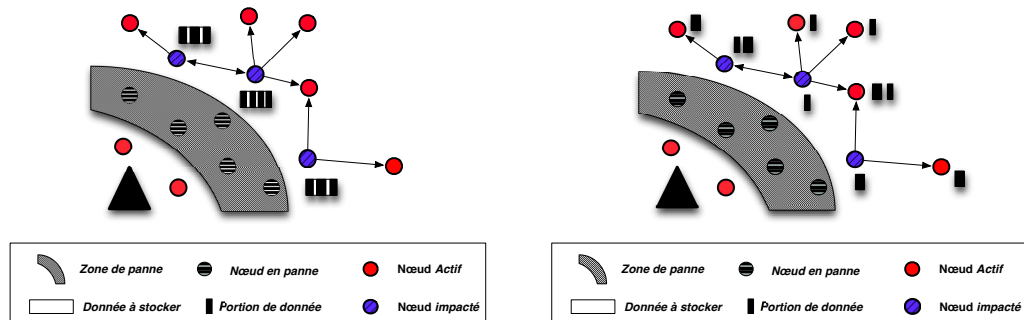 Zone de panne Nœud en panne Nœud Actif
Donnée à stocker Portion de donnée Nœud impacté
Zone de panne Nœud en panne Nœud Actif
Donnée à stocker Portion de donnée Nœud impacté